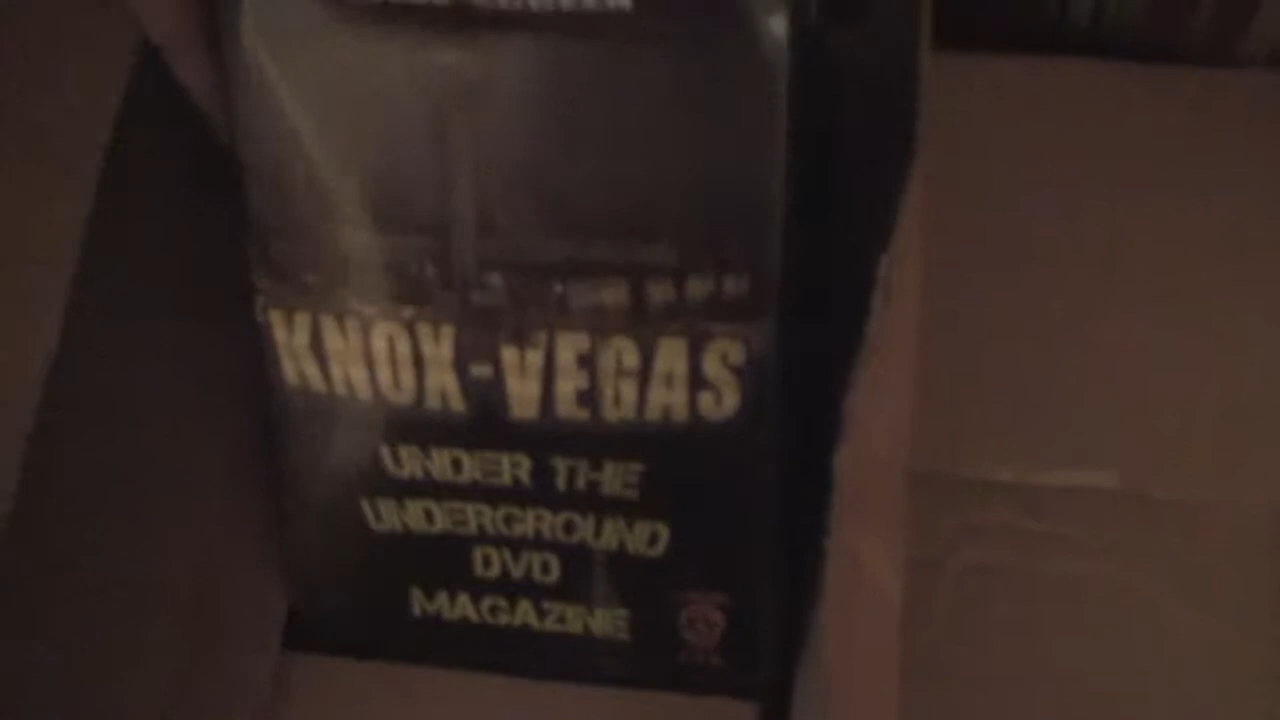 KNOX-VEGAS
UNDER THE
UNDERGROUND
DVD
MAGAZINE